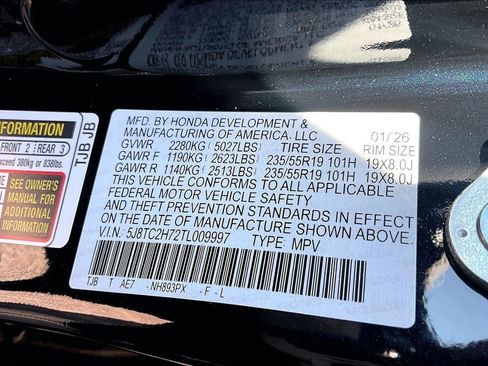 MFD. BY HONDA DEVELOPMENT &
MANUFACTURING OF AMERICA, LLC 01/26
GVWR 2280KG (5027LBS) TIRE SIZE RIM SIZE
GAWR F 1190KG (2623LBS) 235/55R19 101H 19X8.0J
GAWR R 1140KG (2513LBS) 235/55R19 101H 19X8.0J
THIS VEHICLE CONFORMS TO ALL APPLICABLE
FEDERAL MOTOR VEHICLE SAFETY
AND THEFT PREVENTION STANDARDS IN EFFECT
ON THE DATE OF MANUFACTURE SHOWN ABOVE.
V.I.N.: 5J8TC2H72TL009997 TYPE: MPV
TJB T AE7 -NH893PX -F-L
INFORMATION
FRONT 2 REAR 3
exceed 380kg or 838lbs.
SEE OWNER'S
MANUAL FOR
ADDITIONAL
INFORMATION
TJB UB